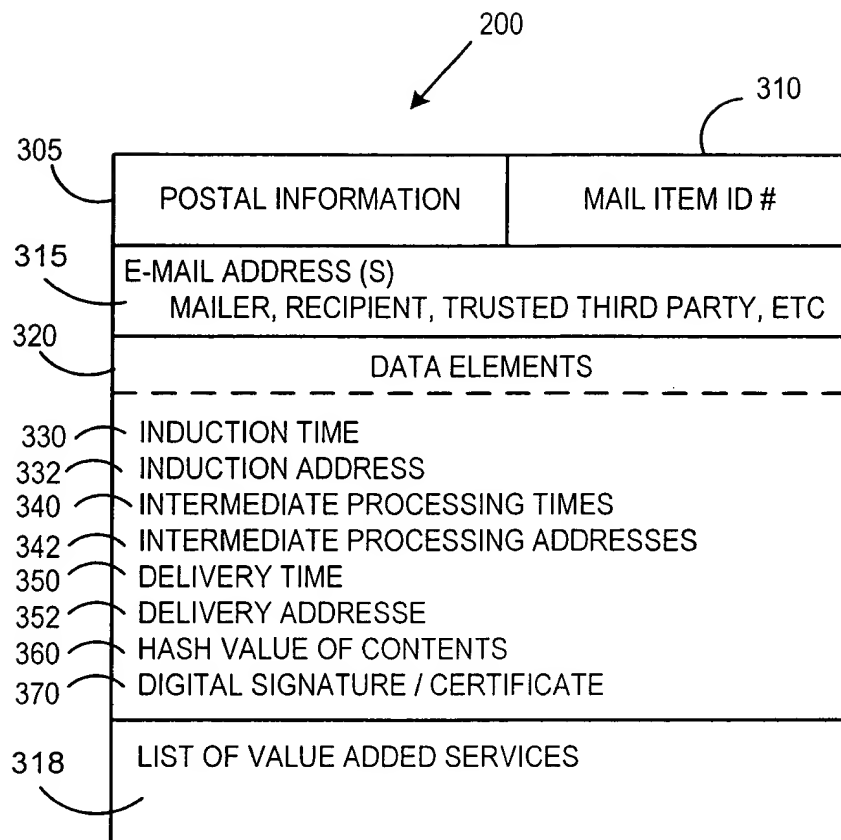 200
310
305
POSTAL INFORMATION
MAIL ITEM ID #
315
E-MAIL ADDRESS (S)
MAILER, RECIPIENT, TRUSTED THIRD PARTY, ETC
320
DATA ELEMENTS
330 INDUCTION TIME
332 INDUCTION ADDRESS
340 INTERMEDIATE PROCESSING TIMES
342 INTERMEDIATE PROCESSING ADDRESSES
350 DELIVERY TIME
352 DELIVERY ADDRESSE
360 HASH VALUE OF CONTENTS
370 DIGITAL SIGNATURE / CERTIFICATE
318
LIST OF VALUE ADDED SERVICES